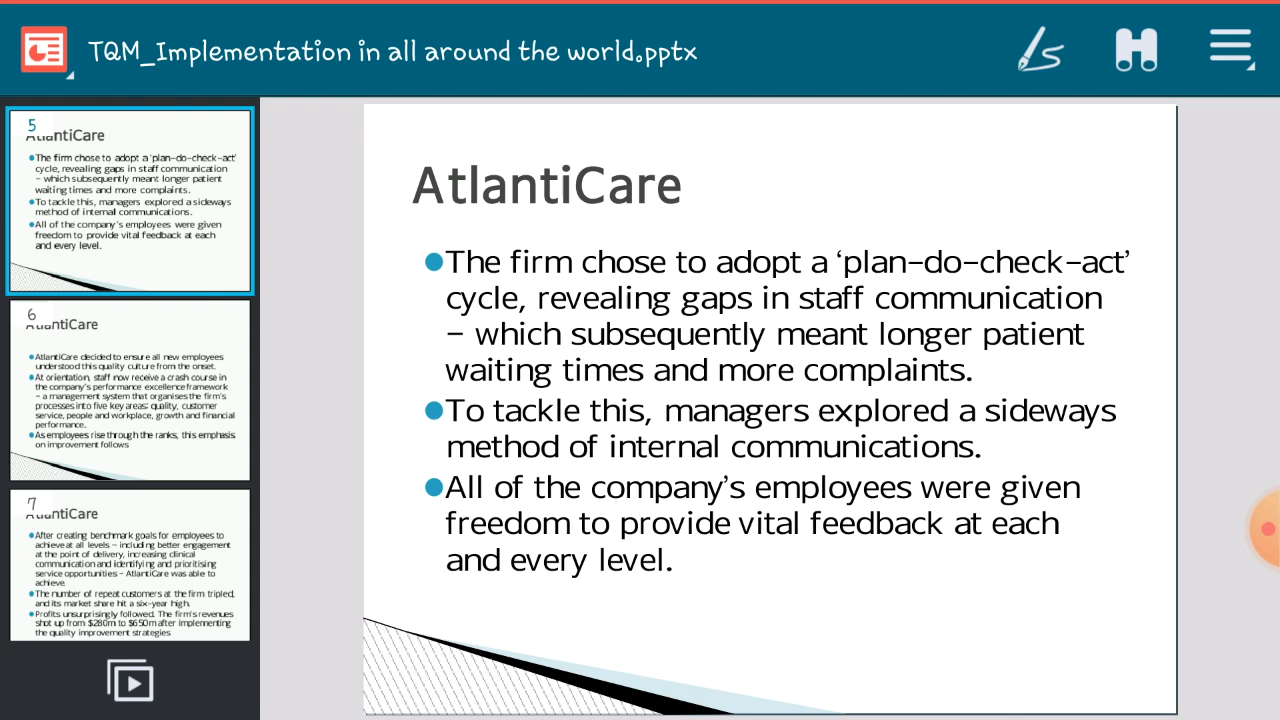 TQM_Implementation in all around the world.pptx
5
AtlantiCare
●The firm chose to adopt a ‘plan-do-check-act’
cycle, revealing gaps in staff communication
– which subsequently meant longer patient
waiting times and more complaints.
●To tackle this, managers explored a sideways
method of internal communications.
●All of the company’s employees were given
freedom to provide vital feedback at each
and every level.
6
AtlantiCare
●AtlantiCare decided to ensure all new employees
understood this quality culture from the onset.
●At orientation, staff now receive a crash course in
the company's performance excellence framework
– a management system that organises the firm's
processes into five key areas: quality, customer
service, people and workplace, growth and financial
performance.
●As employees rise through the ranks, this emphasis
on improvement follows
7
AtlantiCare
●After creating benchmark goals for employees to
achieve at all levels – including better engagement
at the point of delivery, increasing clinical
communication and identifying and prioritising
service opportunities – AtlantiCare was able to
achieve.
●The number of repeat customers at the firm tripled,
and its market share hit a six-year high.
●Profits unsurprisingly followed. The firm's revenues
shot up from $280m to $650m after implementing
the quality improvement strategies
AtlantiCare
●The firm chose to adopt a ‘plan-do-check-act’
cycle, revealing gaps in staff communication
– which subsequently meant longer patient
waiting times and more complaints.
●To tackle this, managers explored a sideways
method of internal communications.
●All of the company’s employees were given
freedom to provide vital feedback at each
and every level.